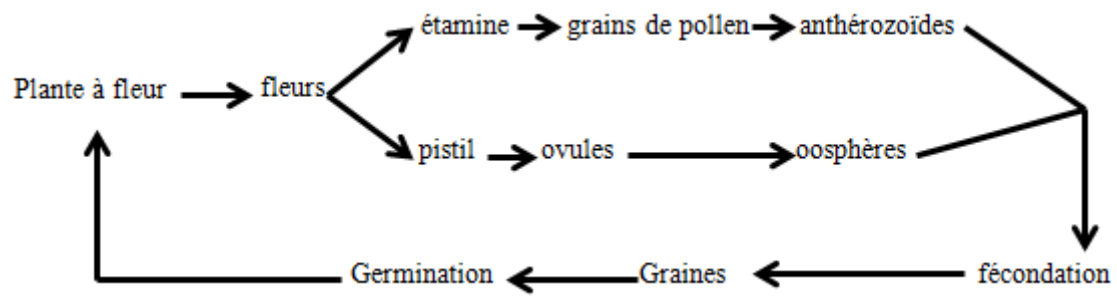 étamine grains de pollen anthérozoïdes
Plante à fleur fleurs
pistil ovules oosphères
Germination Graines fécondation